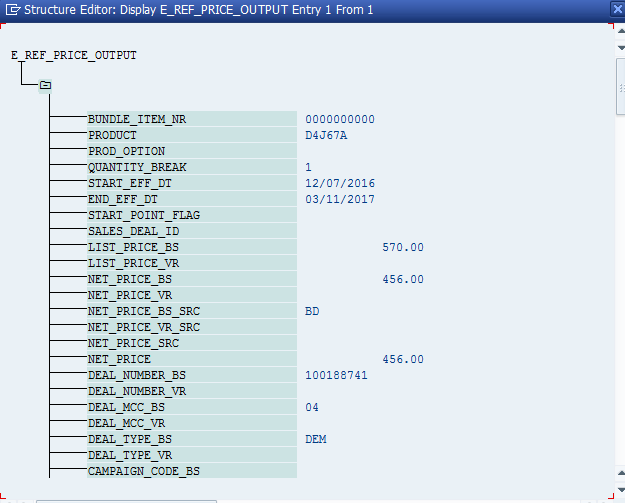 Structure Editor: Display E_REF_PRICE_OUTPUT Entry 1 From 1
E_REF_PRICE_OUTPUT
BUNDLE_ITEM_NR 0000000000
PRODUCT D4J67A
PROD_OPTION
QUANTITY_BREAK 1
START_EFF_DT 12/07/2016
END_EFF_DT 03/11/2017
START_POINT_FLAG
SALES_DEAL_ID
LIST_PRICE_BS 570.00
LIST_PRICE_VR
NET_PRICE_BS 456.00
NET_PRICE_VR
NET_PRICE_BS_SRC BD
NET_PRICE_VR_SRC
NET_PRICE_SRC
NET_PRICE 456.00
DEAL_NUMBER_BS 100188741
DEAL_NUMBER_VR
DEAL_MCC_BS 04
DEAL_MCC_VR
DEAL_TYPE_BS DEM
DEAL_TYPE_VR
CAMPAIGN_CODE_BS